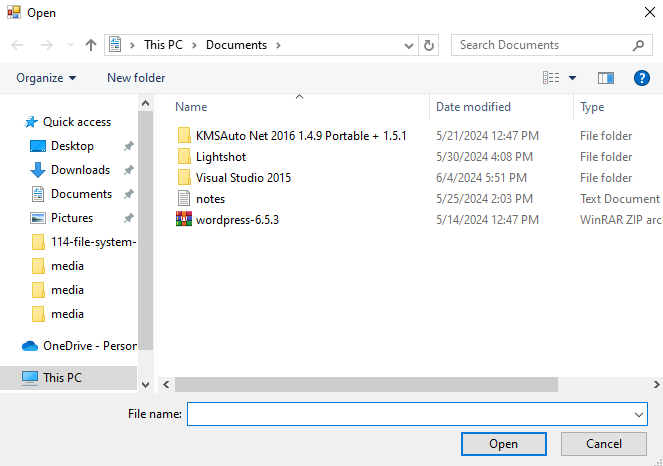 Open
This PC > Documents >
Search Documents
Organize
New folder
Name
Date modified
Type
Quick access
Desktop
Downloads
Documents
Pictures
114-file-system-
media
media
media
OneDrive - Person
This PC
KMSAuto Net 2016 1.4.9 Portable + 1.5.1 5/21/2024 12:47 PM File folder
Lightshot 5/30/2024 4:08 PM File folder
Visual Studio 2015 6/4/2024 5:51 PM File folder
notes 5/25/2024 2:03 PM Text Document
wordpress-6.5.3 5/14/2024 12:47 PM WinRAR ZIP arc
File name:
Open
Cancel